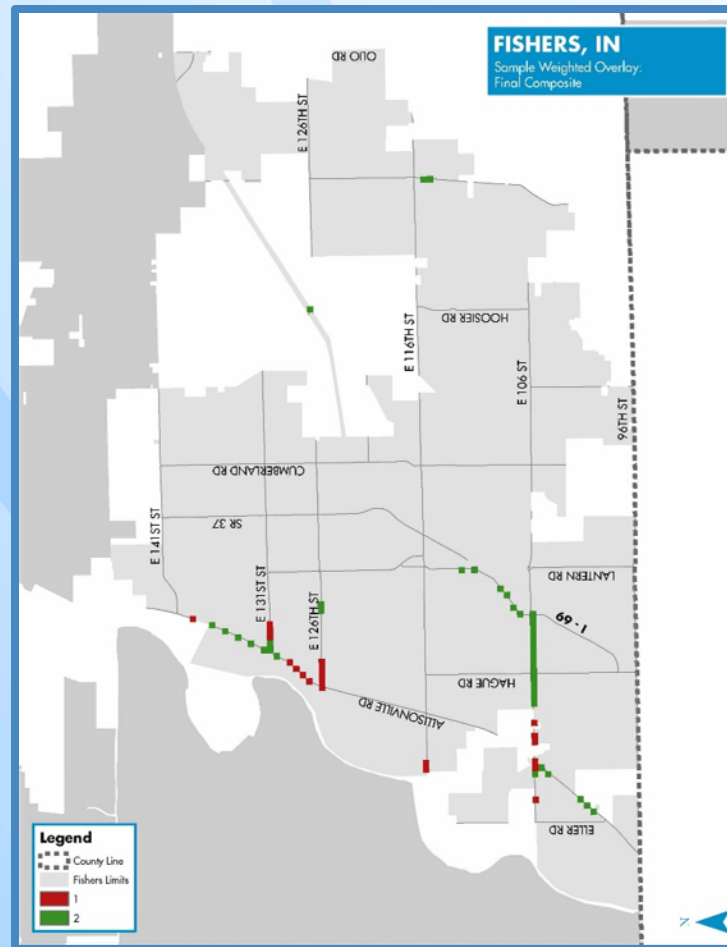 FISHERS, IN
Sample Weighted Overlay:
Final Composite
OLIO RD
E 126TH ST
E 116TH ST
HOOSIER RD
E 106 ST
96TH ST
CUMBERLAND RD
SR 37
E 141ST ST
E 131ST ST
E 126TH ST
LANTERN RD
I - 69
HAGUE RD
ALLISONVILLE RD
ELLER RD
Legend
County Line
Fishers Limits
1
2
N